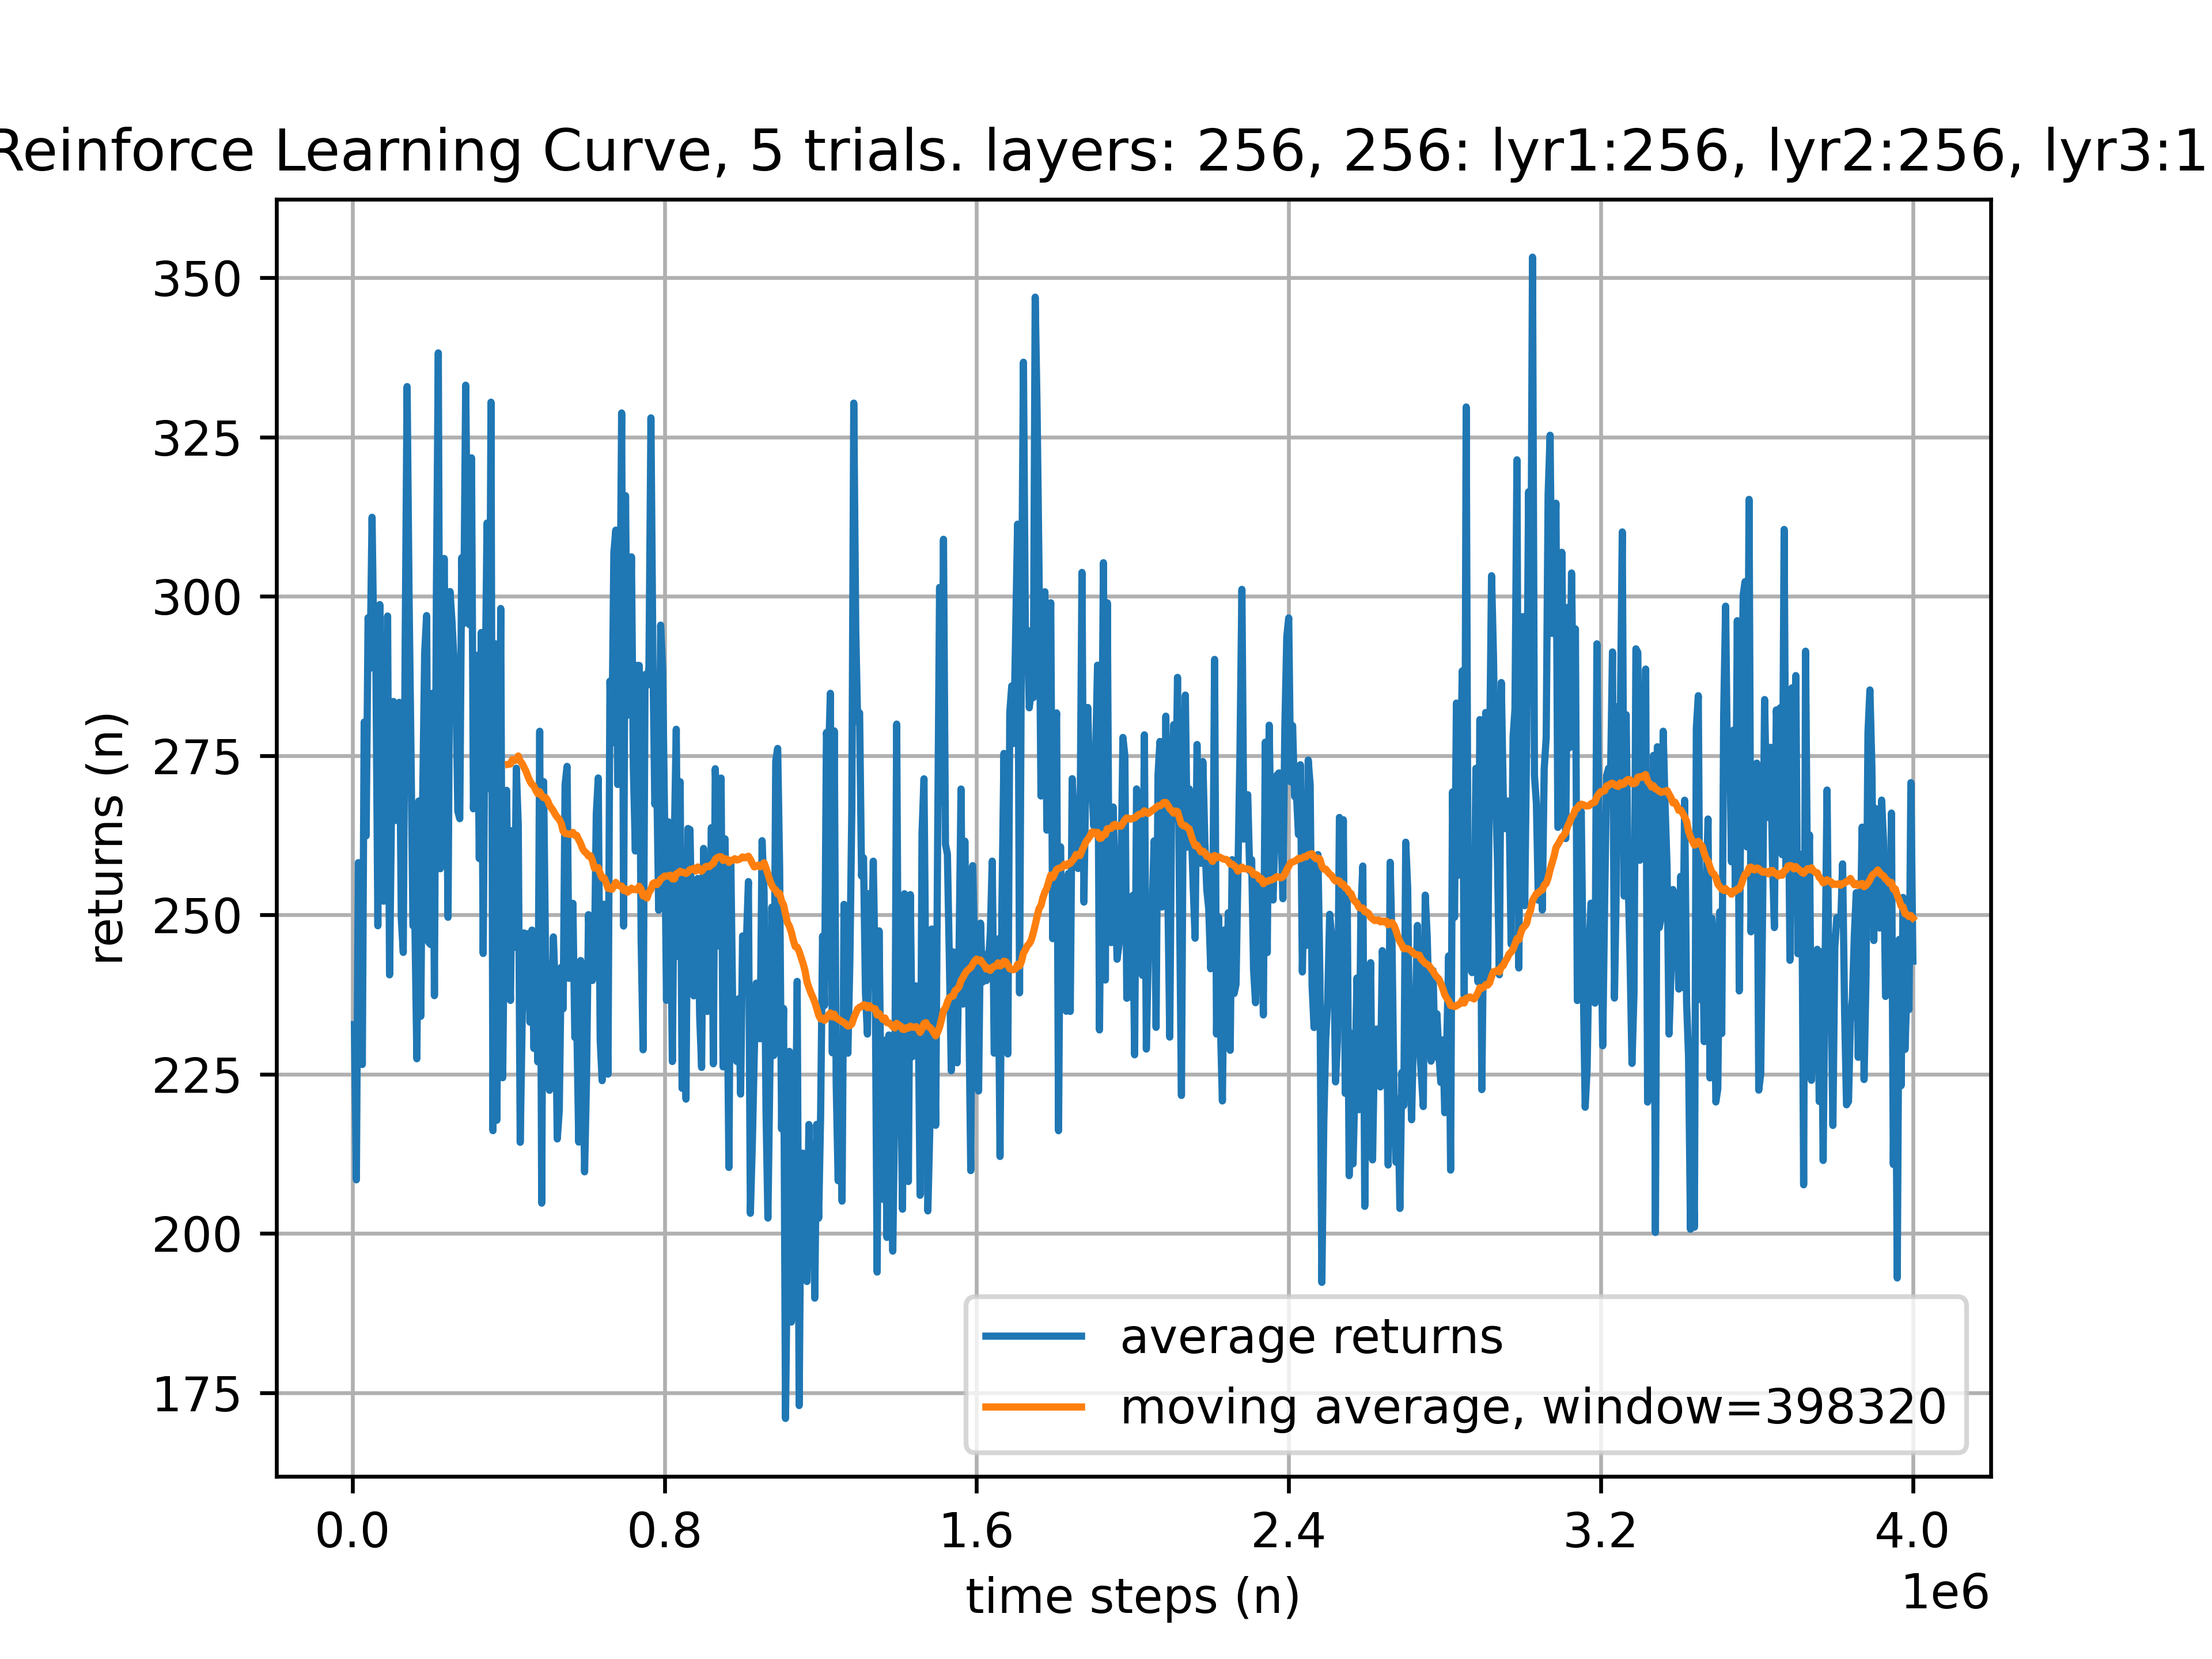 Reinforce Learning Curve, 5 trials. layers: 256, 256: lyr1:256, lyr2:256, lyr3:1
350
325
300
275
250
225
200
175
returns (n)
average returns
moving average, window=398320
0.0 0.8 1.6 2.4 3.2 4.0
1e6
time steps (n)